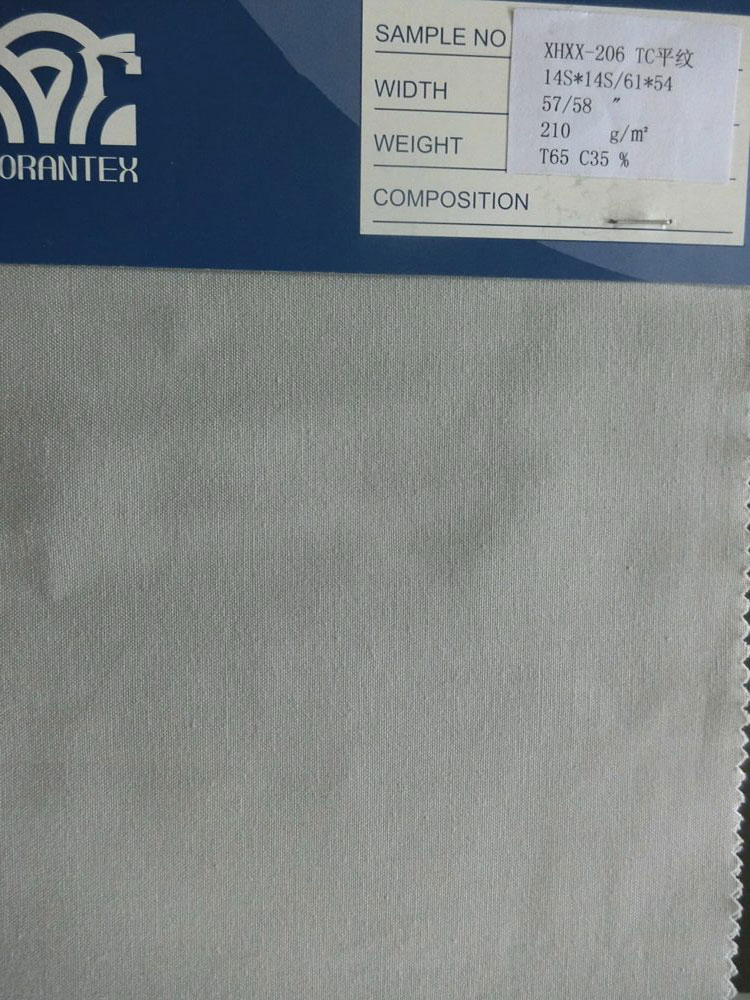 ORANTEX
SAMPLE NO
WIDTH
WEIGHT
COMPOSITION
XHXX-206 TC平纹
14S*14S/61*54
57/58 〃
210 g/㎡
T65 C35 %